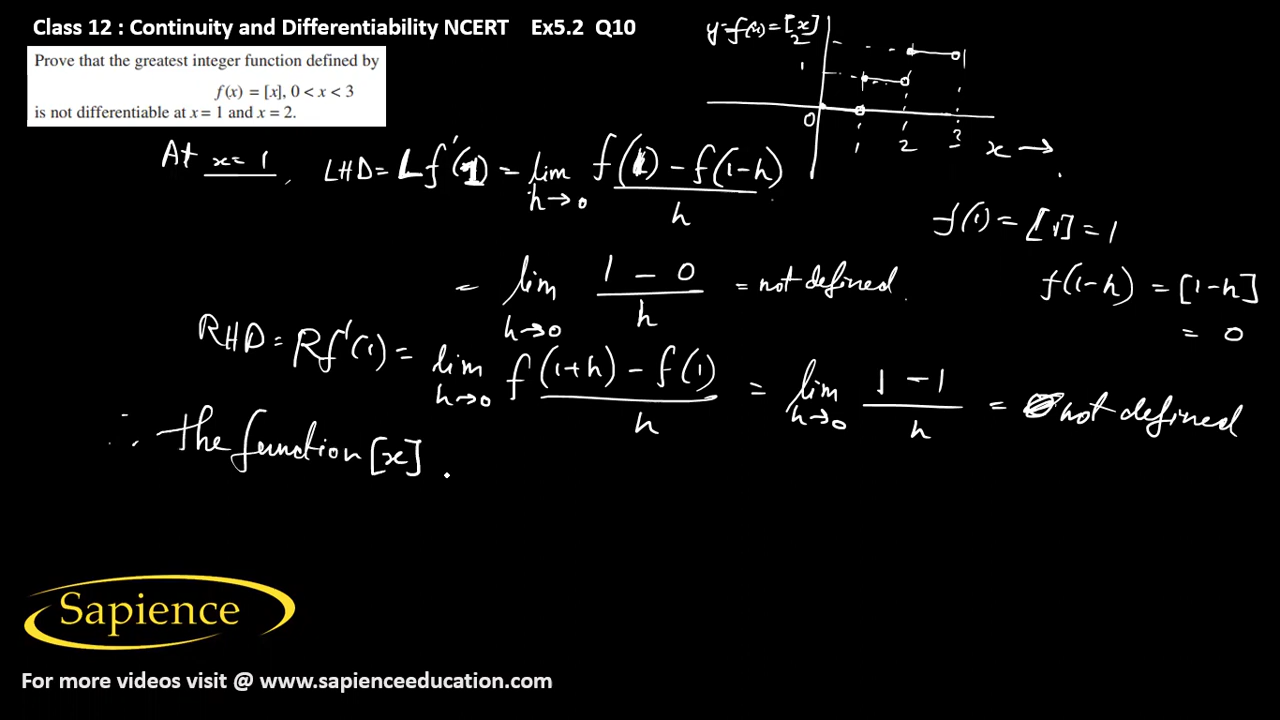 Class 12 : Continuity and Differentiability NCERT Ex5.2 Q10
Prove that the greatest integer function defined by
f(x) = [x], 0 < x < 3
is not differentiable at x = 1 and x = 2.
y=f(x)=[x]
2
1
0
1 2 3 x →
At x=1, LHD = Lf'(1) = lim h→0 f(1) - f(1-h) / h
f(1) = [1] = 1
= lim h→0 1 - 0 / h = not defined.
f(1-h) = [1-h]
= 0
RHD = Rf'(1) = lim h→0 f(1+h) - f(1) / h = lim h→0 1 - 1 / h = not defined
∴ the function [x].
Sapience
For more videos visit @ www.sapienceeducation.com